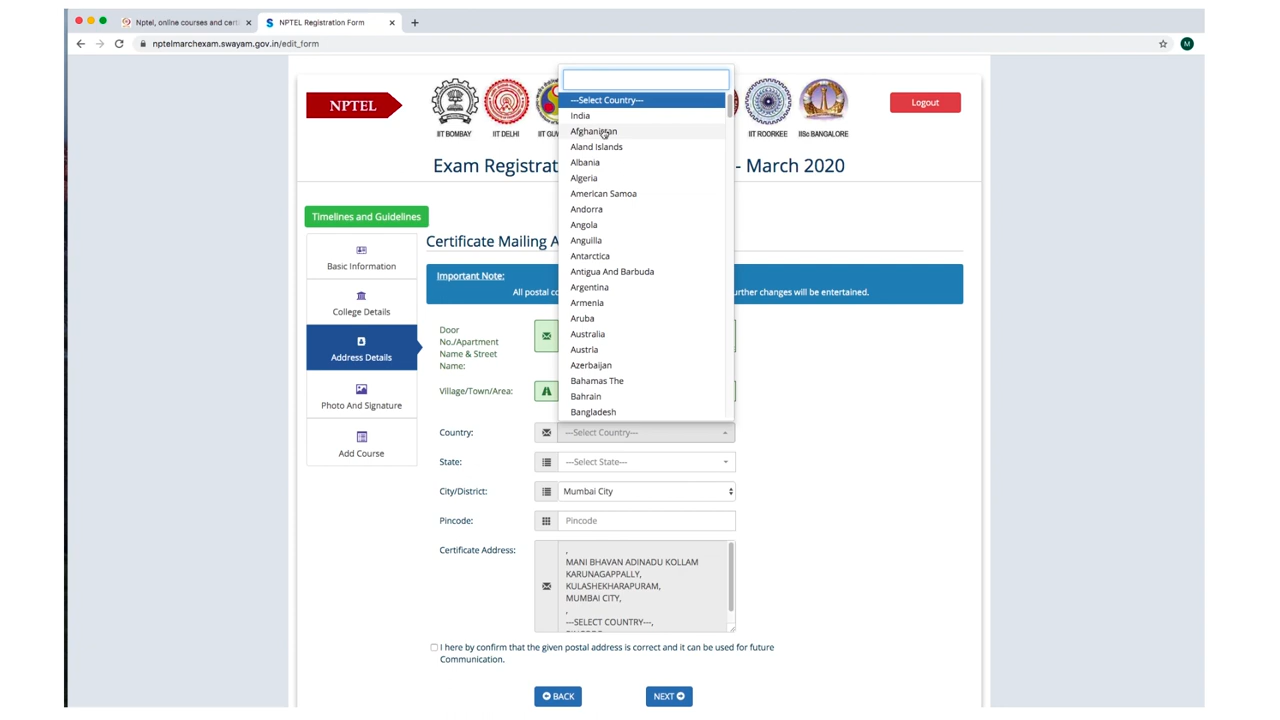 Nptel, online courses and certi
NPTEL Registration Form
nptelmarchexam.swayam.gov.in/edit_form
M
NPTEL
IIT BOMBAY
IIT DELHI
IIT GU
IIT ROORKEE
IISc BANGALORE
Logout
Exam Registrat
- March 2020
Timelines and Guidelines
Basic Information
College Details
Address Details
Photo And Signature
Add Course
Certificate Mailing A
Important Note:
All postal co
urther changes will be entertained.
---Select Country---
India
Afghanistan
Aland Islands
Albania
Algeria
American Samoa
Andorra
Angola
Anguilla
Antarctica
Antigua And Barbuda
Argentina
Armenia
Aruba
Australia
Austria
Azerbaijan
Bahamas The
Bahrain
Bangladesh
Door
No./Apartment
Name & Street
Name:
Village/Town/Area:
Country:
---Select Country---
State:
---Select State---
City/District:
Mumbai City
Pincode:
Pincode
Certificate Address:
,
MANI BHAVAN ADINADU KOLLAM
KARUNAGAPPALLY,
KULASHEKHARAPURAM,
MUMBAI CITY,
,
---SELECT COUNTRY---,
I here by confirm that the given postal address is correct and it can be used for future
Communication.
BACK
NEXT